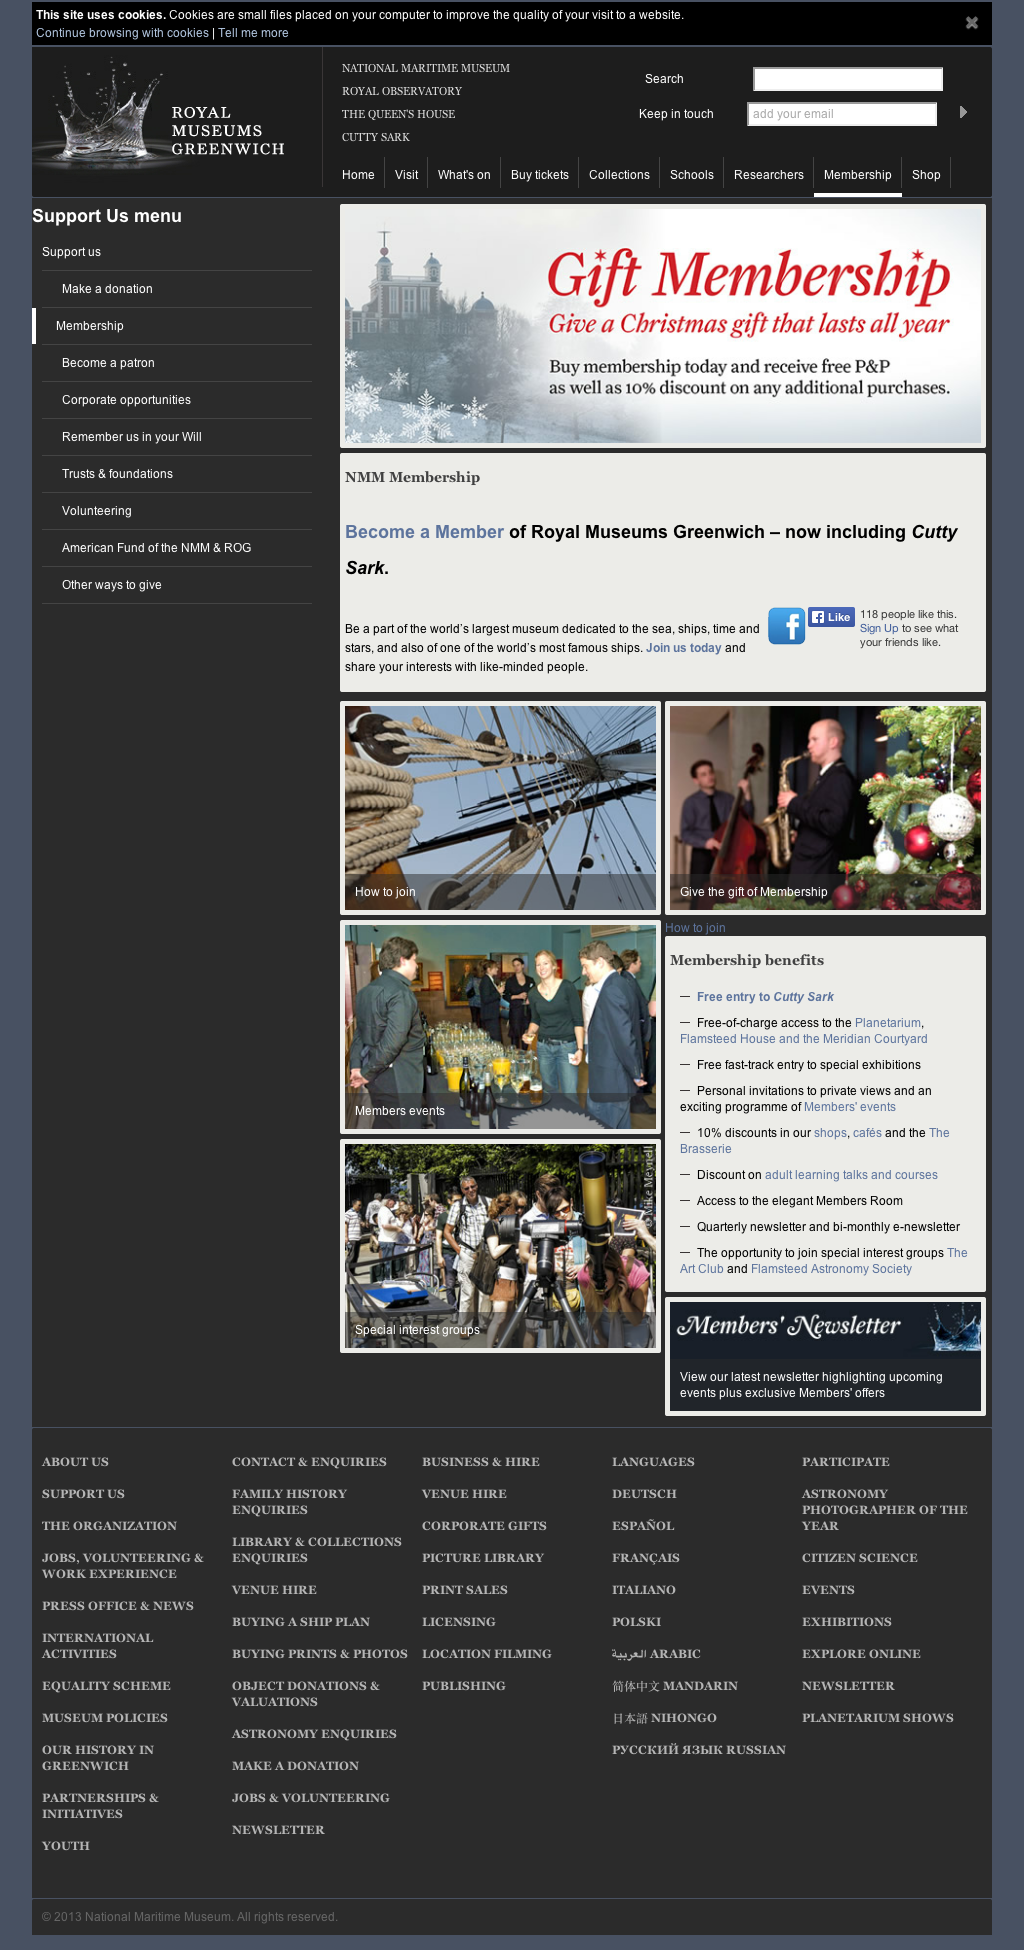 This site uses cookies. Cookies are small files placed on your computer to improve the quality of your visit to a website.
Continue browsing with cookies | Tell me more
ROYAL
MUSEUMS
GREENWICH
NATIONAL MARITIME MUSEUM
ROYAL OBSERVATORY
THE QUEEN'S HOUSE
CUTTY SARK
Search
Keep in touch
add your email
Home Visit What's on Buy tickets Collections Schools Researchers Membership Shop
Support Us menu
Support us
Make a donation
Membership
Become a patron
Corporate opportunities
Remember us in your Will
Trusts & foundations
Volunteering
American Fund of the NMM & ROG
Other ways to give
Gift Membership
Give a Christmas gift that lasts all year
Buy membership today and receive free P&P
as well as 10% discount on any additional purchases.
NMM Membership
Become a Member of Royal Museums Greenwich – now including Cutty
Sark.
Be a part of the world's largest museum dedicated to the sea, ships, time and
stars, and also of one of the world's most famous ships. Join us today and
share your interests with like-minded people.
Like
118 people like this.
Sign Up to see what
your friends like.
How to join
Give the gift of Membership
How to join
Members events
© Mike Meynell
Special interest groups
Membership benefits
— Free entry to Cutty Sark
— Free-of-charge access to the Planetarium,
Flamsteed House and the Meridian Courtyard
— Free fast-track entry to special exhibitions
— Personal invitations to private views and an
exciting programme of Members' events
— 10% discounts in our shops, cafés and the The
Brasserie
— Discount on adult learning talks and courses
— Access to the elegant Members Room
— Quarterly newsletter and bi-monthly e-newsletter
— The opportunity to join special interest groups The
Art Club and Flamsteed Astronomy Society
Members' Newsletter
View our latest newsletter highlighting upcoming
events plus exclusive Members' offers
ABOUT US
SUPPORT US
THE ORGANIZATION
JOBS, VOLUNTEERING &
WORK EXPERIENCE
PRESS OFFICE & NEWS
INTERNATIONAL
ACTIVITIES
EQUALITY SCHEME
MUSEUM POLICIES
OUR HISTORY IN
GREENWICH
PARTNERSHIPS &
INITIATIVES
YOUTH
CONTACT & ENQUIRIES
FAMILY HISTORY
ENQUIRIES
LIBRARY & COLLECTIONS
ENQUIRIES
VENUE HIRE
BUYING A SHIP PLAN
BUYING PRINTS & PHOTOS
OBJECT DONATIONS &
VALUATIONS
ASTRONOMY ENQUIRIES
MAKE A DONATION
JOBS & VOLUNTEERING
NEWSLETTER
BUSINESS & HIRE
VENUE HIRE
CORPORATE GIFTS
PICTURE LIBRARY
PRINT SALES
LICENSING
LOCATION FILMING
PUBLISHING
LANGUAGES
DEUTSCH
ESPAÑOL
FRANÇAIS
ITALIANO
POLSKI
العربية ARABIC
简体中文 MANDARIN
日本語 NIHONGO
РУССКИЙ ЯЗЫК RUSSIAN
PARTICIPATE
ASTRONOMY
PHOTOGRAPHER OF THE
YEAR
CITIZEN SCIENCE
EVENTS
EXHIBITIONS
EXPLORE ONLINE
NEWSLETTER
PLANETARIUM SHOWS
© 2013 National Maritime Museum. All rights reserved.